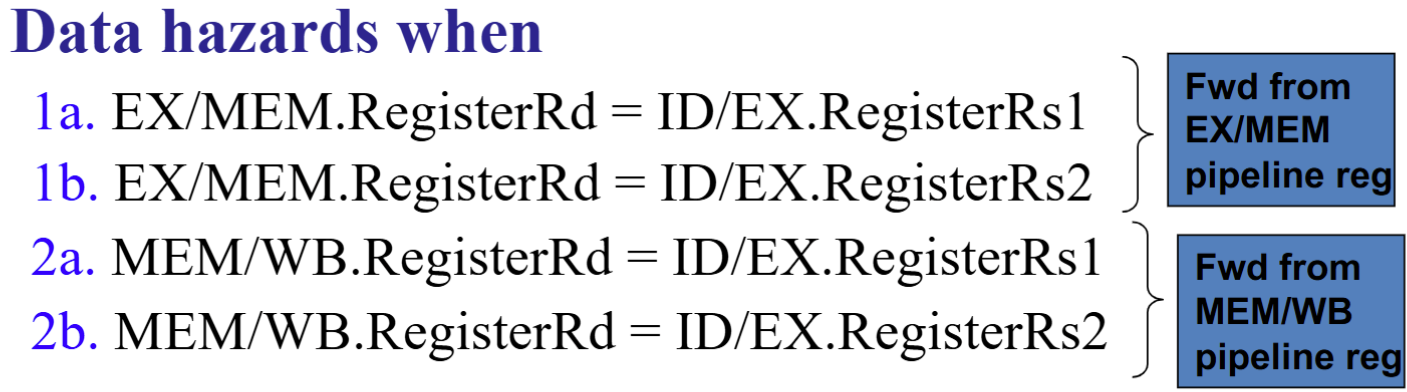 Data hazards when
1a. EX/MEM.RegisterRd = ID/EX.RegisterRs1
1b. EX/MEM.RegisterRd = ID/EX.RegisterRs2
Fwd from
EX/MEM
pipeline reg
2a. MEM/WB.RegisterRd = ID/EX.RegisterRs1
2b. MEM/WB.RegisterRd = ID/EX.RegisterRs2
Fwd from
MEM/WB
pipeline reg